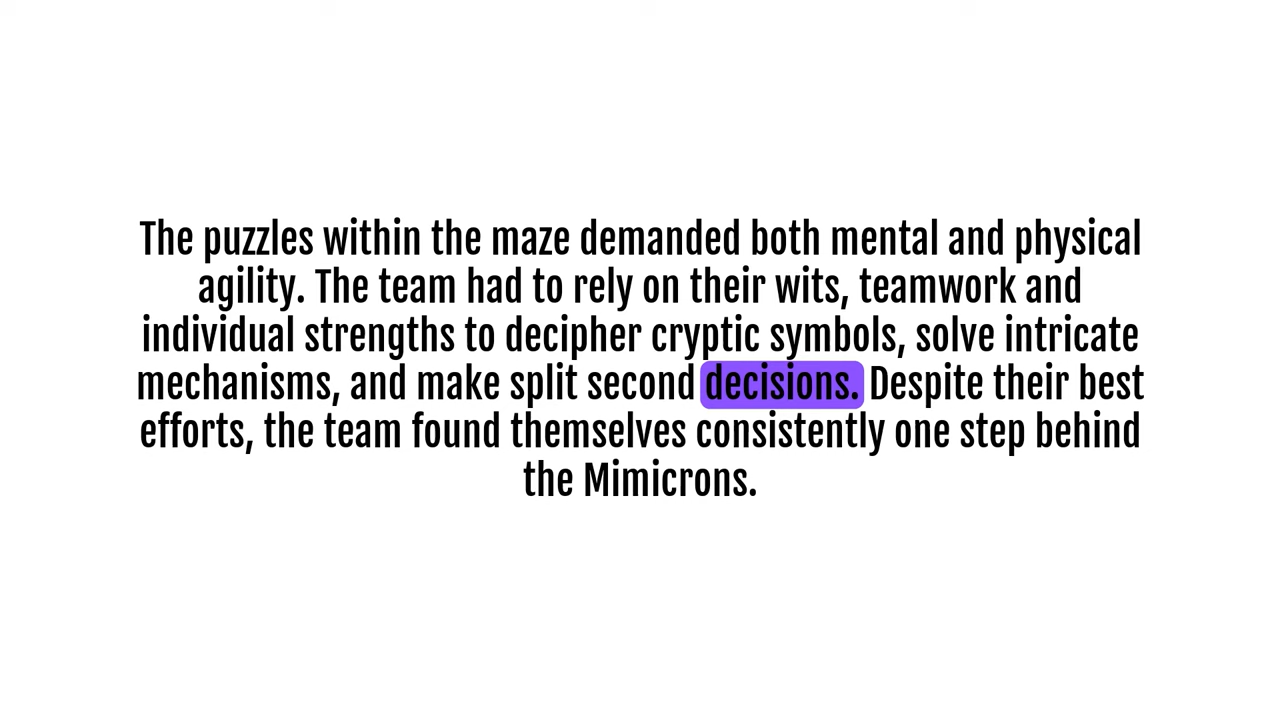 The puzzles within the maze demanded both mental and physical
agility. The team had to rely on their wits, teamwork and
individual strengths to decipher cryptic symbols, solve intricate
mechanisms, and make split second decisions. Despite their best
efforts, the team found themselves consistently one step behind
the Mimicrons.